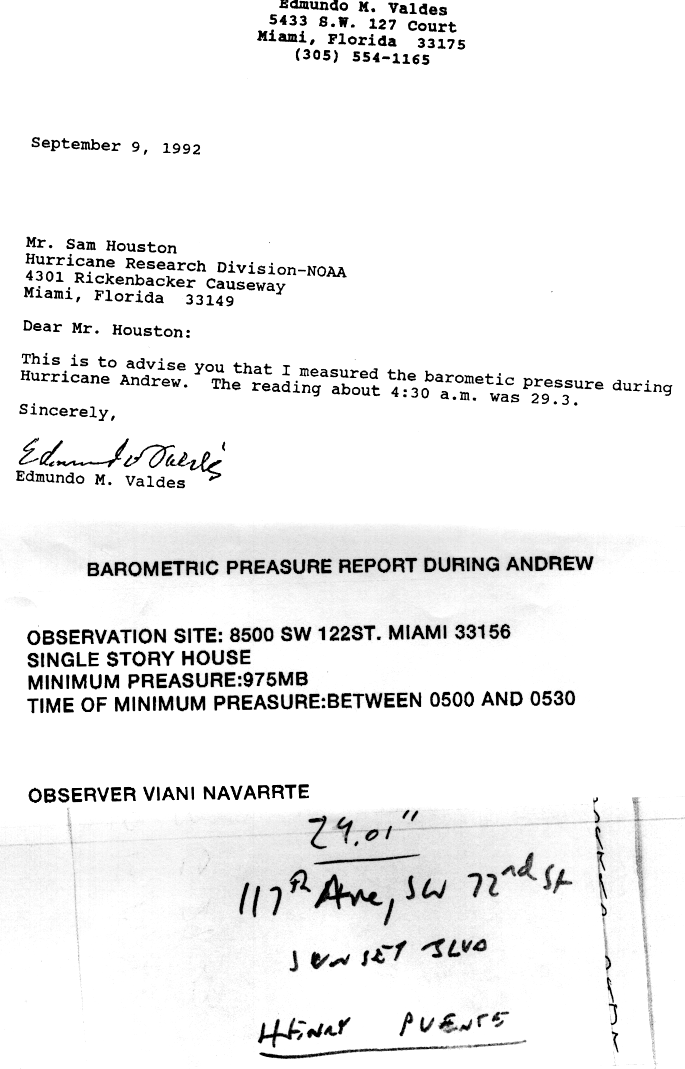 Edmundo M. Valdes
5433 S.W. 127 Court
Miami, Florida 33175
(305) 554-1165
September 9, 1992
Mr. Sam Houston
Hurricane Research Division-NOAA
4301 Rickenbacker Causeway
Miami, Florida 33149
Dear Mr. Houston:
This is to advise you that I measured the barometic pressure during
Hurricane Andrew. The reading about 4:30 a.m. was 29.3.
Sincerely,
Edmundo M. Valdes
BAROMETRIC PREASURE REPORT DURING ANDREW
OBSERVATION SITE: 8500 SW 122ST. MIAMI 33156
SINGLE STORY HOUSE
MINIMUM PREASURE:975MB
TIME OF MINIMUM PREASURE:BETWEEN 0500 AND 0530
OBSERVER VIANI NAVARRTE
29.01"
117th Ave, SW 72nd St
SUNSET BLVD
HENRY PUENTE